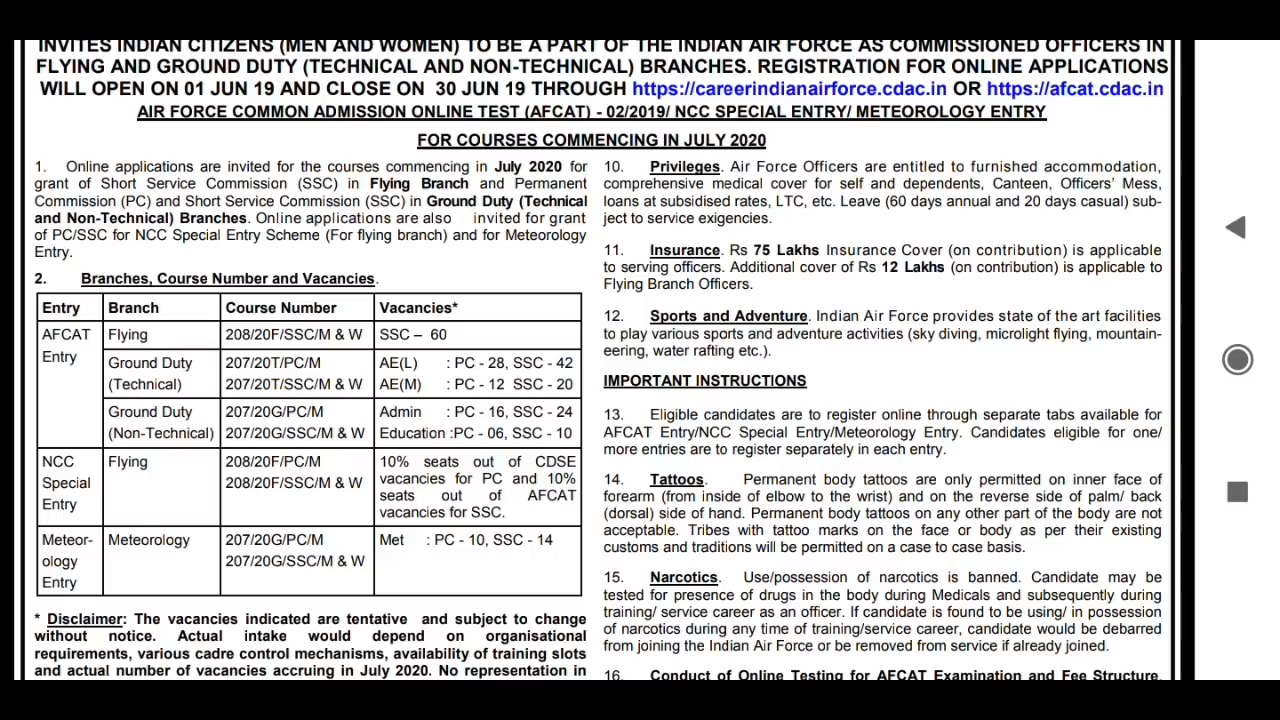 INVITES INDIAN CITIZENS (MEN AND WOMEN) TO BE A PART OF THE INDIAN AIR FORCE AS COMMISSIONED OFFICERS IN
FLYING AND GROUND DUTY (TECHNICAL AND NON-TECHNICAL) BRANCHES. REGISTRATION FOR ONLINE APPLICATIONS
WILL OPEN ON 01 JUN 19 AND CLOSE ON 30 JUN 19 THROUGH https://careerindianairforce.cdac.in OR https://afcat.cdac.in
AIR FORCE COMMON ADMISSION ONLINE TEST (AFCAT) - 02/2019/ NCC SPECIAL ENTRY/ METEOROLOGY ENTRY
FOR COURSES COMMENCING IN JULY 2020
1. Online applications are invited for the courses commencing in July 2020 for
grant of Short Service Commission (SSC) in Flying Branch and Permanent
Commission (PC) and Short Service Commission (SSC) in Ground Duty (Technical
and Non-Technical) Branches. Online applications are also invited for grant
of PC/SSC for NCC Special Entry Scheme (For flying branch) and for Meteorology
Entry.
2. Branches, Course Number and Vacancies.
Entry Branch Course Number Vacancies*
AFCAT Entry
Flying
208/20F/SSC/M & W
SSC – 60
Ground Duty (Technical)
207/20T/PC/M
207/20T/SSC/M & W
AE(L) : PC - 28, SSC - 42
AE(M) : PC - 12 SSC - 20
Ground Duty (Non-Technical)
207/20G/PC/M
207/20G/SSC/M & W
Admin : PC - 16, SSC - 24
Education :PC - 06, SSC - 10
NCC
Special
Entry
Flying
208/20F/PC/M
208/20F/SSC/M & W
10% seats out of CDSE
vacancies for PC and 10%
seats out of AFCAT
vacancies for SSC.
Meteor-
ology
Entry
Meteorology
207/20G/PC/M
207/20G/SSC/M & W
Met : PC - 10, SSC - 14
* Disclaimer: The vacancies indicated are tentative and subject to change
without notice. Actual intake would depend on organisational
requirements, various cadre control mechanisms, availability of training slots
and actual number of vacancies accruing in July 2020. No representation in
10. Privileges. Air Force Officers are entitled to furnished accommodation,
comprehensive medical cover for self and dependents, Canteen, Officers' Mess,
loans at subsidised rates, LTC, etc. Leave (60 days annual and 20 days casual) sub-
ject to service exigencies.
11. Insurance. Rs 75 Lakhs Insurance Cover (on contribution) is applicable
to serving officers. Additional cover of Rs 12 Lakhs (on contribution) is applicable to
Flying Branch Officers.
12. Sports and Adventure. Indian Air Force provides state of the art facilities
to play various sports and adventure activities (sky diving, microlight flying, mountain-
eering, water rafting etc.).
IMPORTANT INSTRUCTIONS
13. Eligible candidates are to register online through separate tabs available for
AFCAT Entry/NCC Special Entry/Meteorology Entry. Candidates eligible for one/
more entries are to register separately in each entry.
14. Tattoos. Permanent body tattoos are only permitted on inner face of
forearm (from inside of elbow to the wrist) and on the reverse side of palm/ back
(dorsal) side of hand. Permanent body tattoos on any other part of the body are not
acceptable. Tribes with tattoo marks on the face or body as per their existing
customs and traditions will be permitted on a case to case basis.
15. Narcotics. Use/possession of narcotics is banned. Candidate may be
tested for presence of drugs in the body during Medicals and subsequently during
training/ service career as an officer. If candidate is found to be using/ in possession
of narcotics during any time of training/service career, candidate would be debarred
from joining the Indian Air Force or be removed from service if already joined.
16. Conduct of Online Testing for AFCAT Examination and Fee Structure.